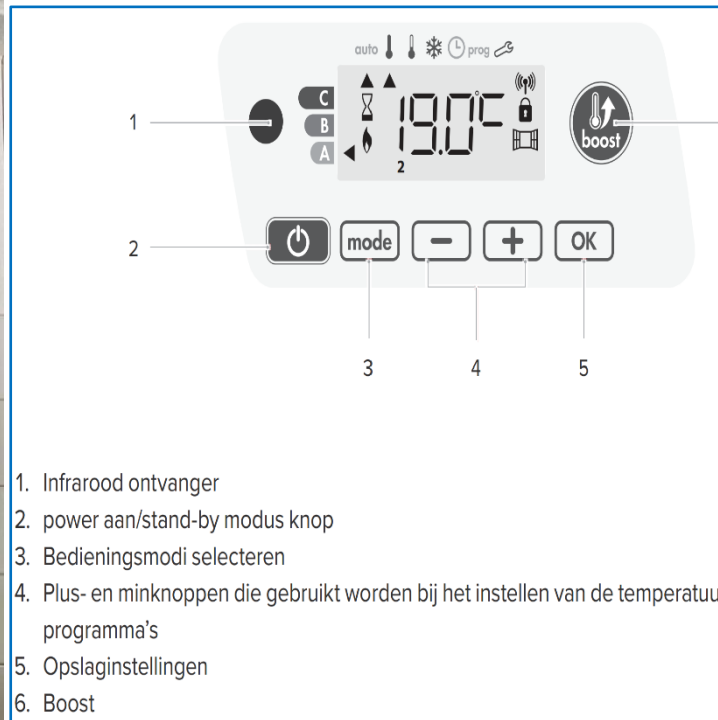 auto prog
C
B
A
19.0°C
2
boost
1
2
mode
OK
3
4
5
1. Infrarood ontvanger
2. power aan/stand-by modus knop
3. Bedieningsmodi selecteren
4. Plus- en minknoppen die gebruikt worden bij het instellen van de temperatuu
programma's
5. Opslaginstellingen
6. Boost